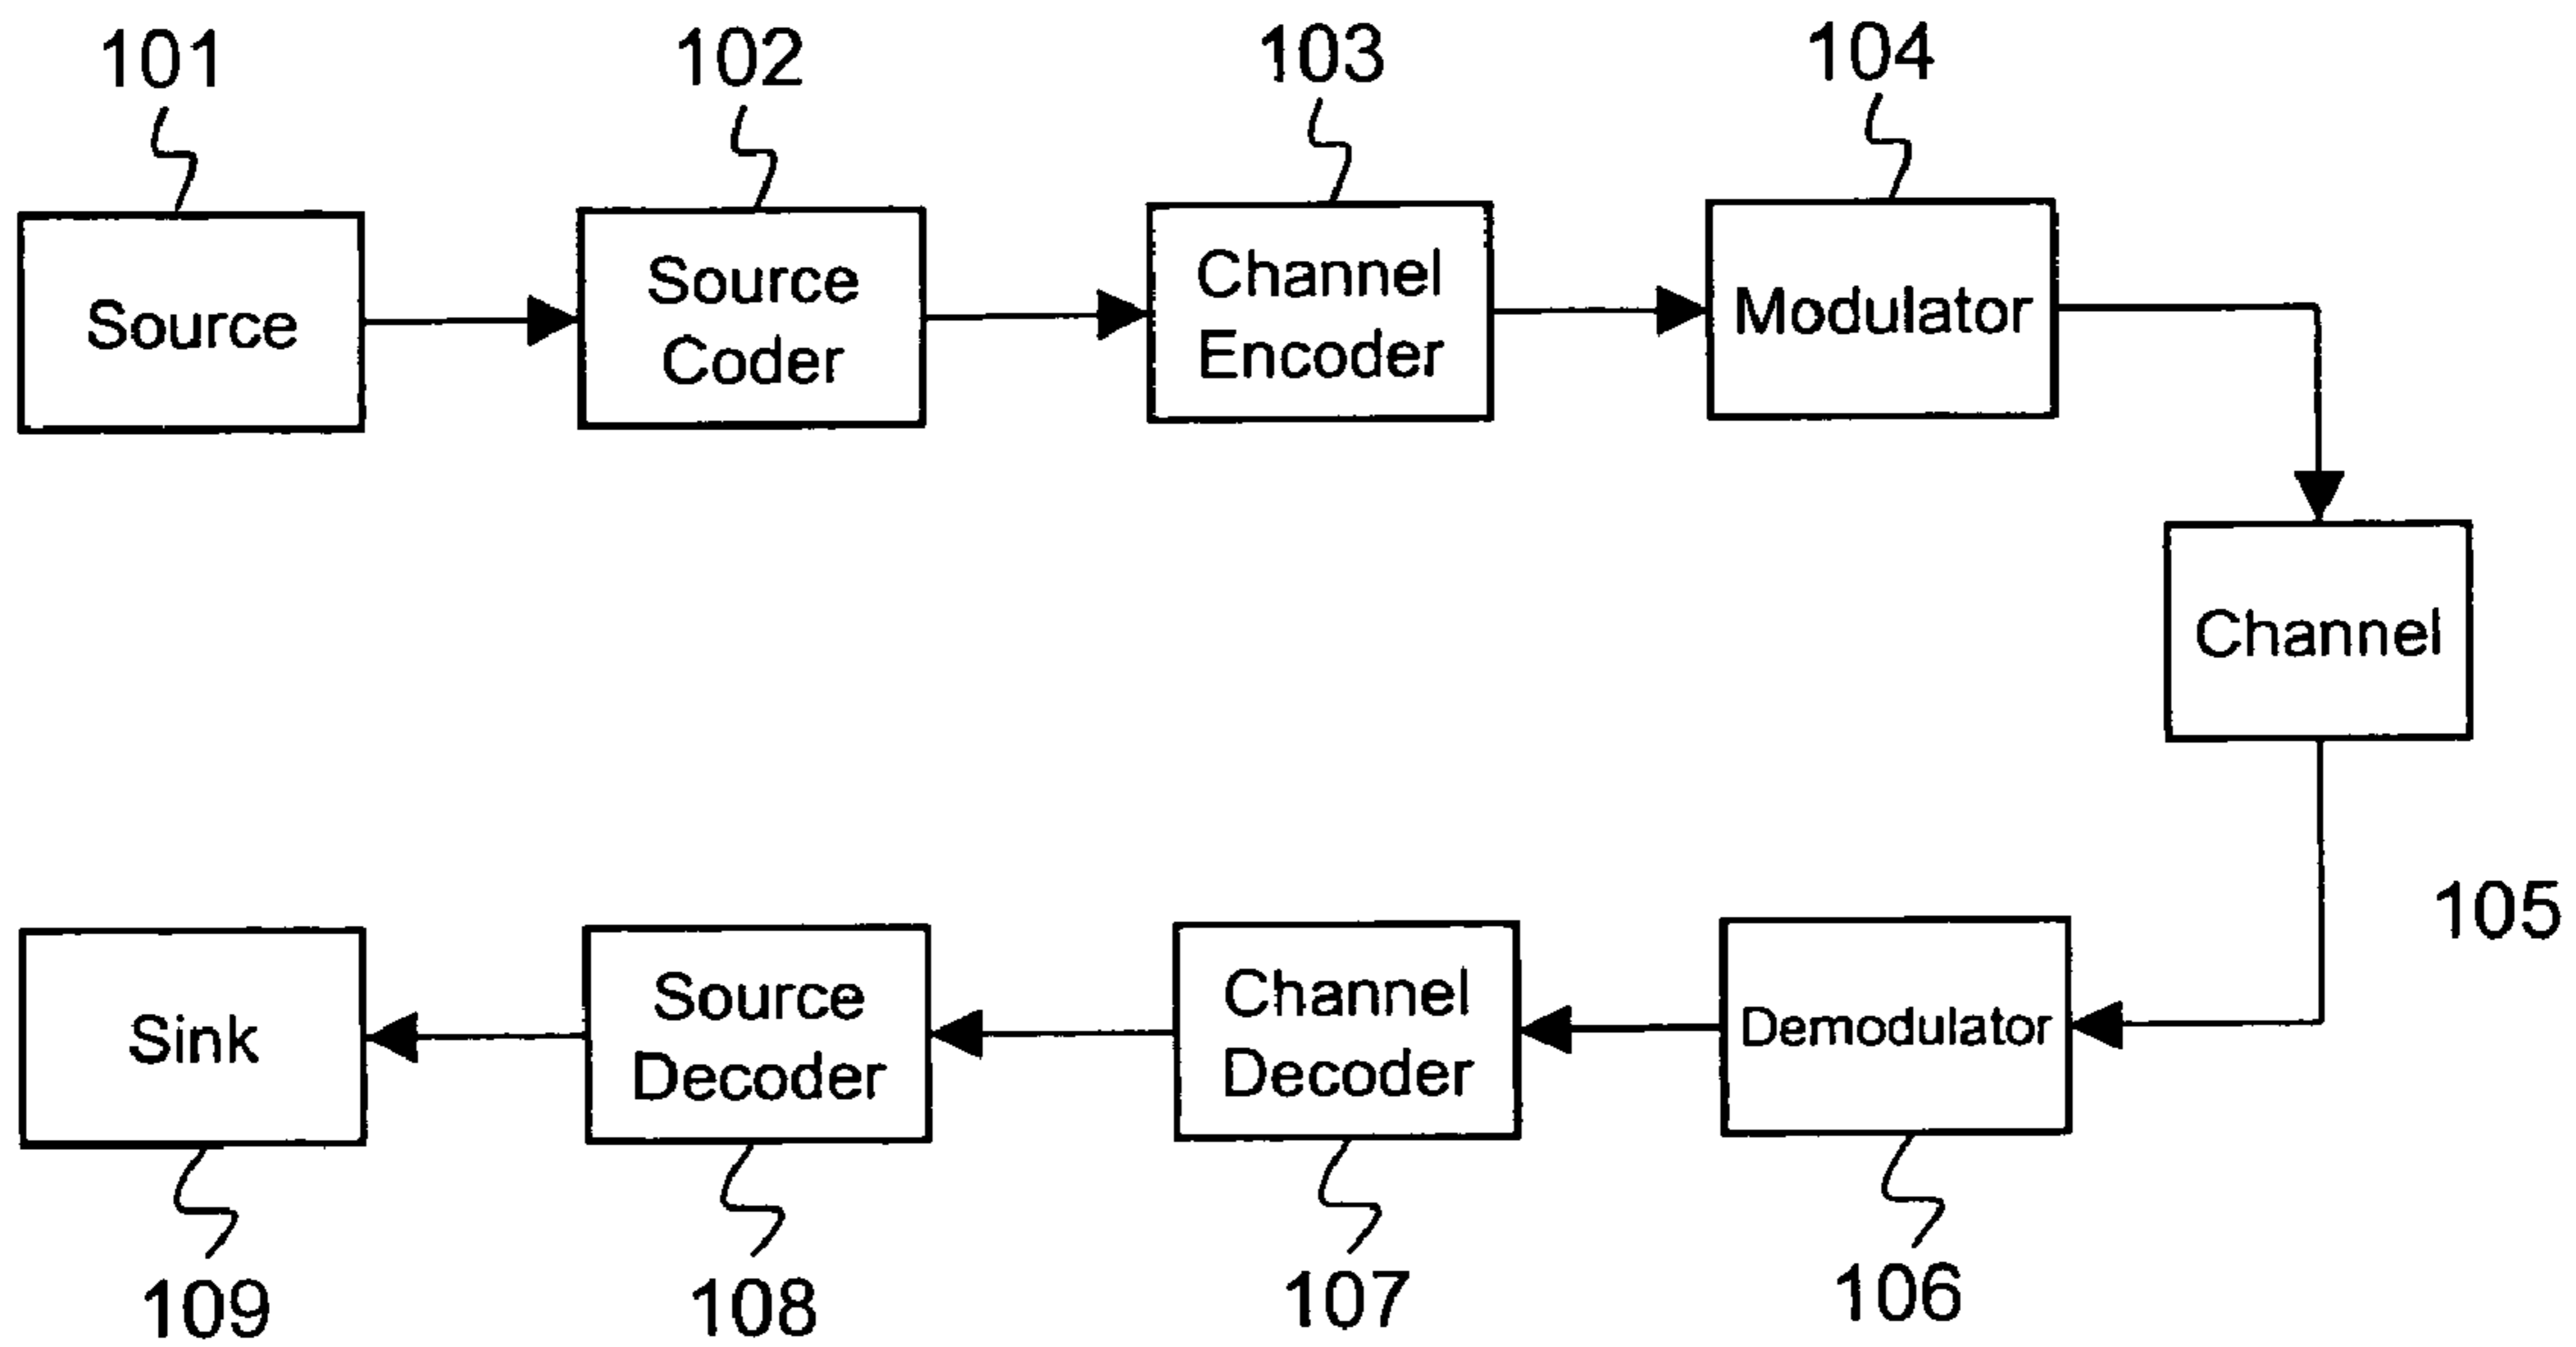 101
102
103
104
Source
Source
Coder
Channel
Encoder
Modulator
Channel
105
Sink
Source
Decoder
Channel
Decoder
Demodulator
109
108
107
106